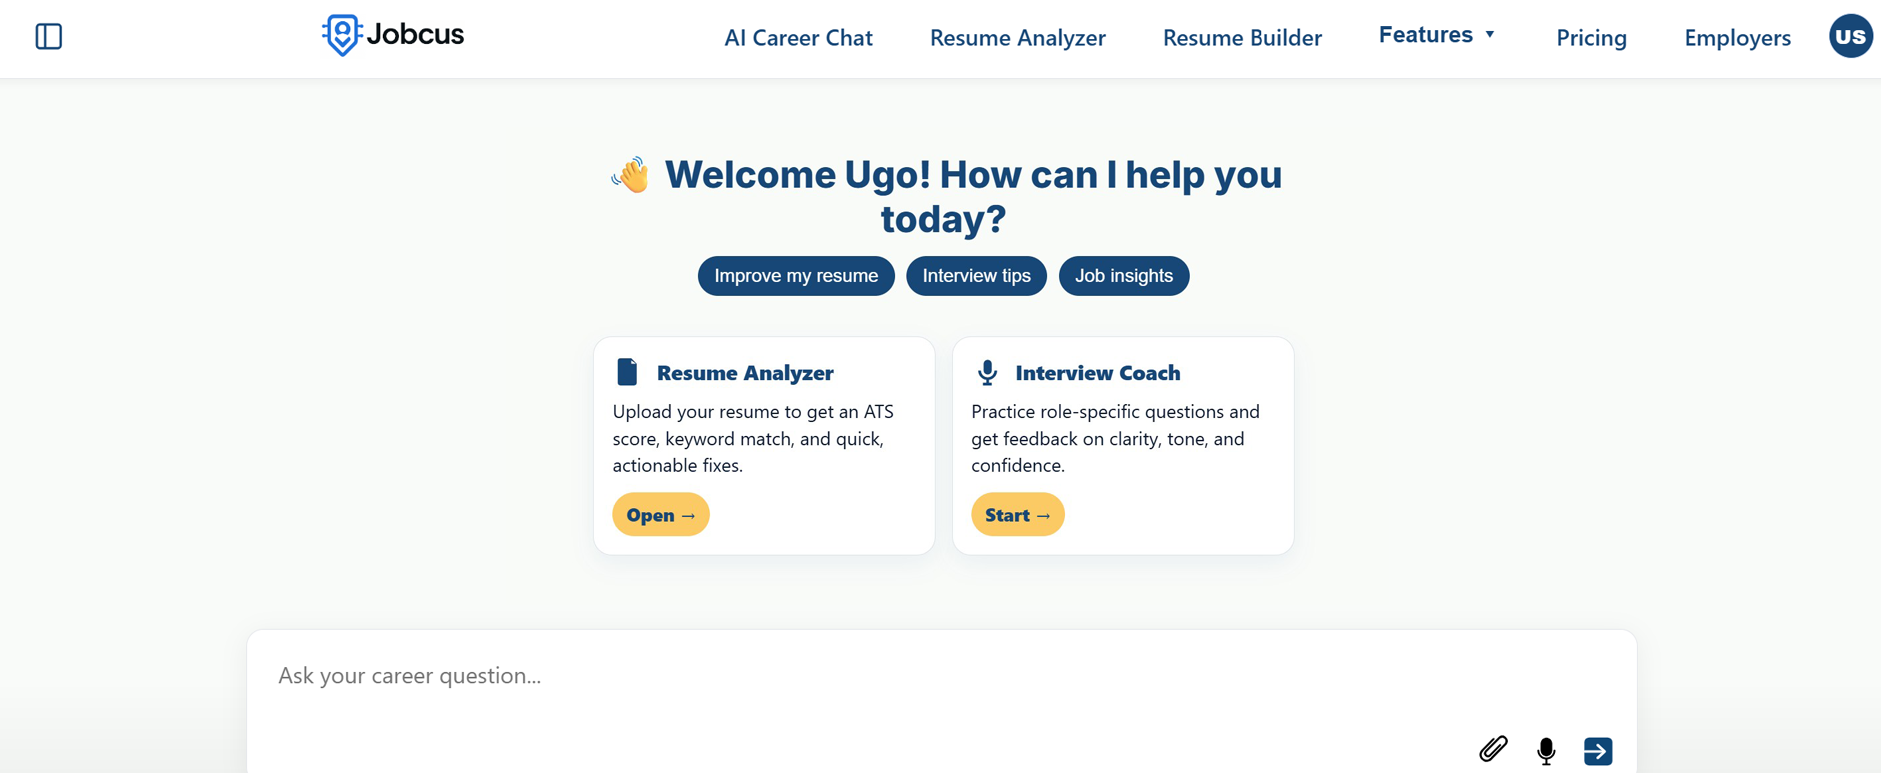 Jobcus
AI Career Chat
Resume Analyzer
Resume Builder
Features ▼
Pricing
Employers
US
👋 Welcome Ugo! How can I help you
today?
Improve my resume
Interview tips
Job insights
Resume Analyzer
Upload your resume to get an ATS
score, keyword match, and quick,
actionable fixes.
Open →
Interview Coach
Practice role-specific questions and
get feedback on clarity, tone, and
confidence.
Start →
Ask your career question...